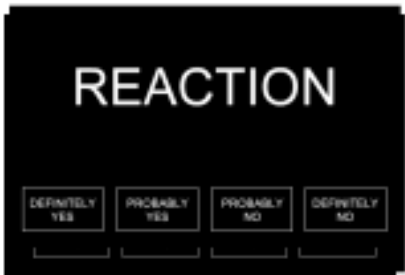 REACTION
DEFINITELY
YES
PROBABLY
YES
PROBABLY
NO
DEFINITELY
NO